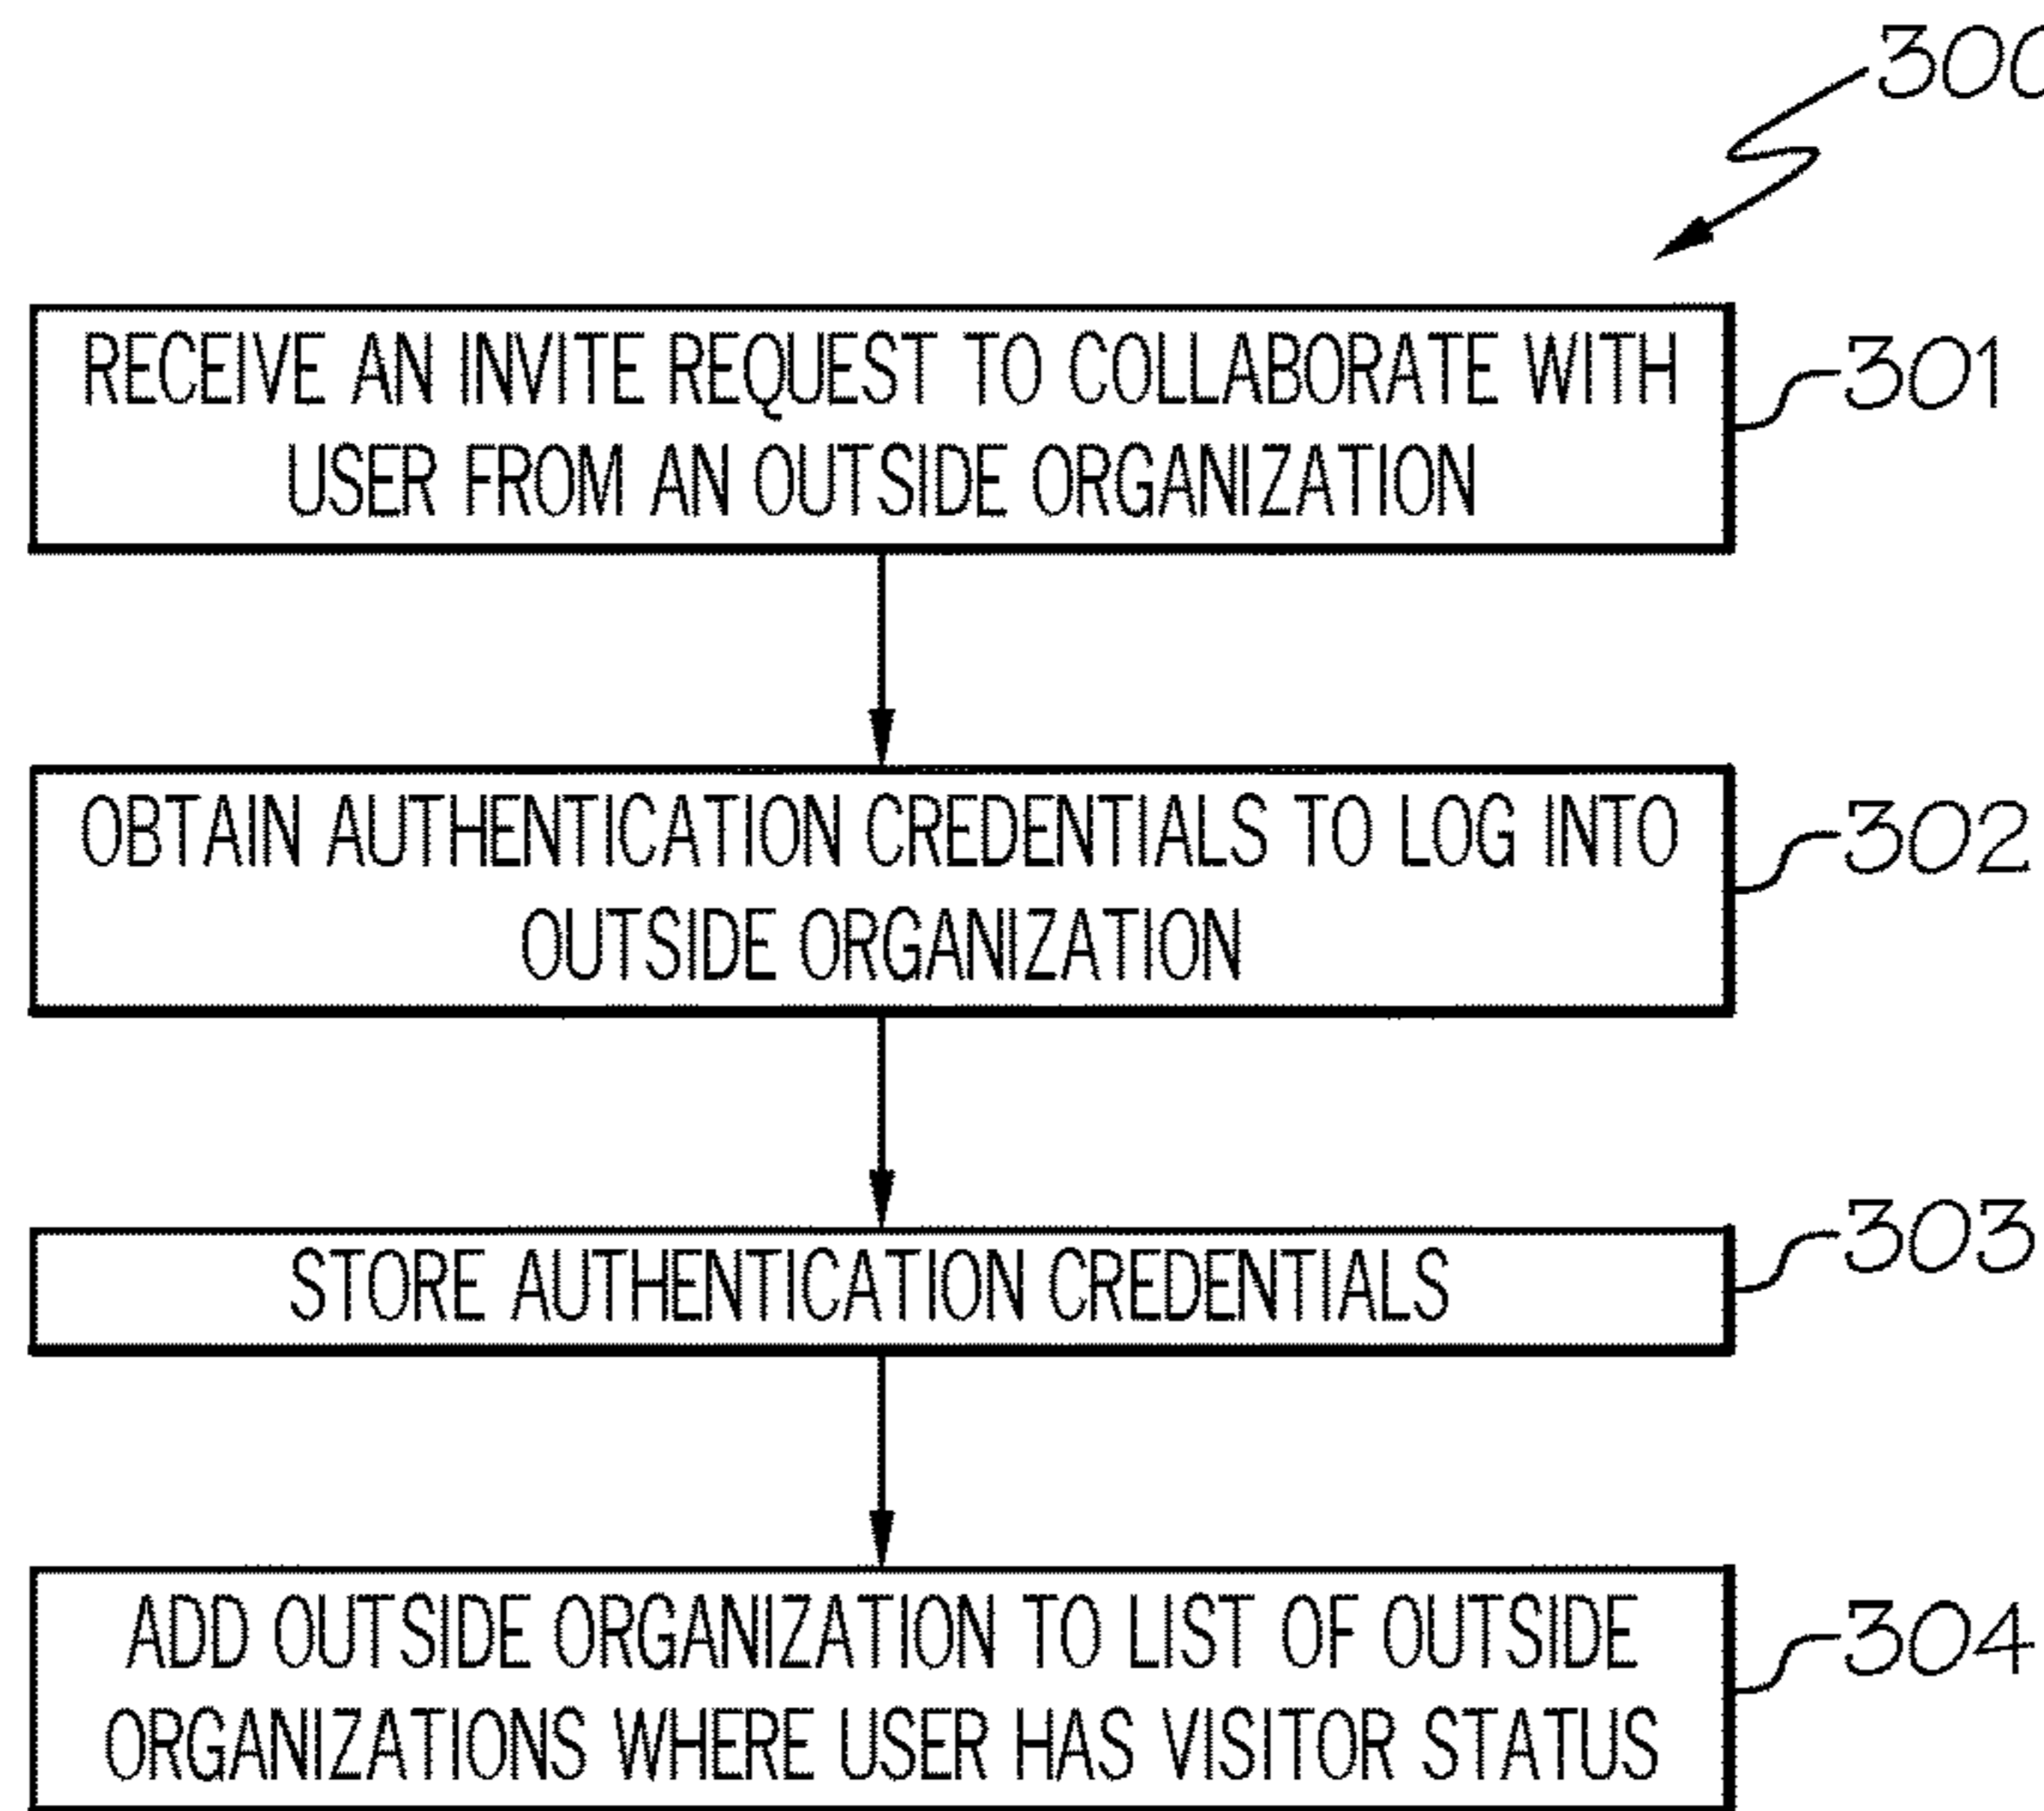 300
RECEIVE AN INVITE REQUEST TO COLLABORATE WITH
USER FROM AN OUTSIDE ORGANIZATION
301
OBTAIN AUTHENTICATION CREDENTIALS TO LOG INTO
OUTSIDE ORGANIZATION
302
STORE AUTHENTICATION CREDENTIALS
303
ADD OUTSIDE ORGANIZATION TO LIST OF OUTSIDE
ORGANIZATIONS WHERE USER HAS VISITOR STATUS
304